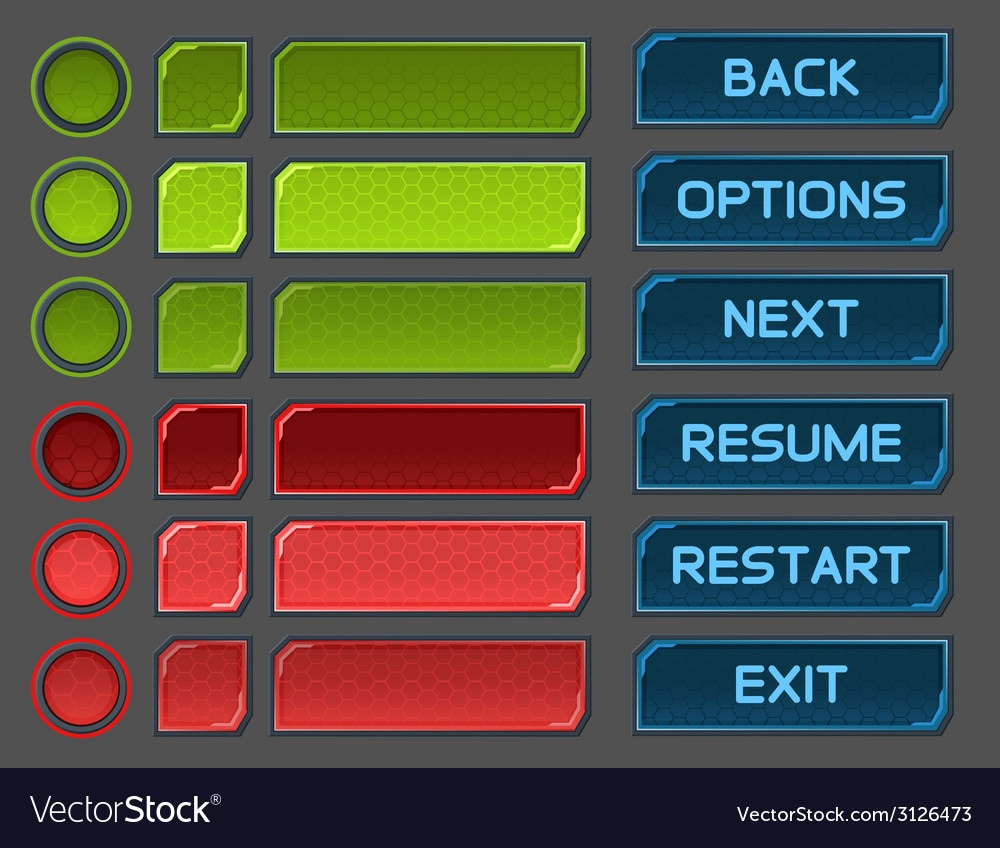 BACK
OPTIONS
NEXT
RESUME
RESTART
EXIT
VectorStock®
VectorStock.com/3126473